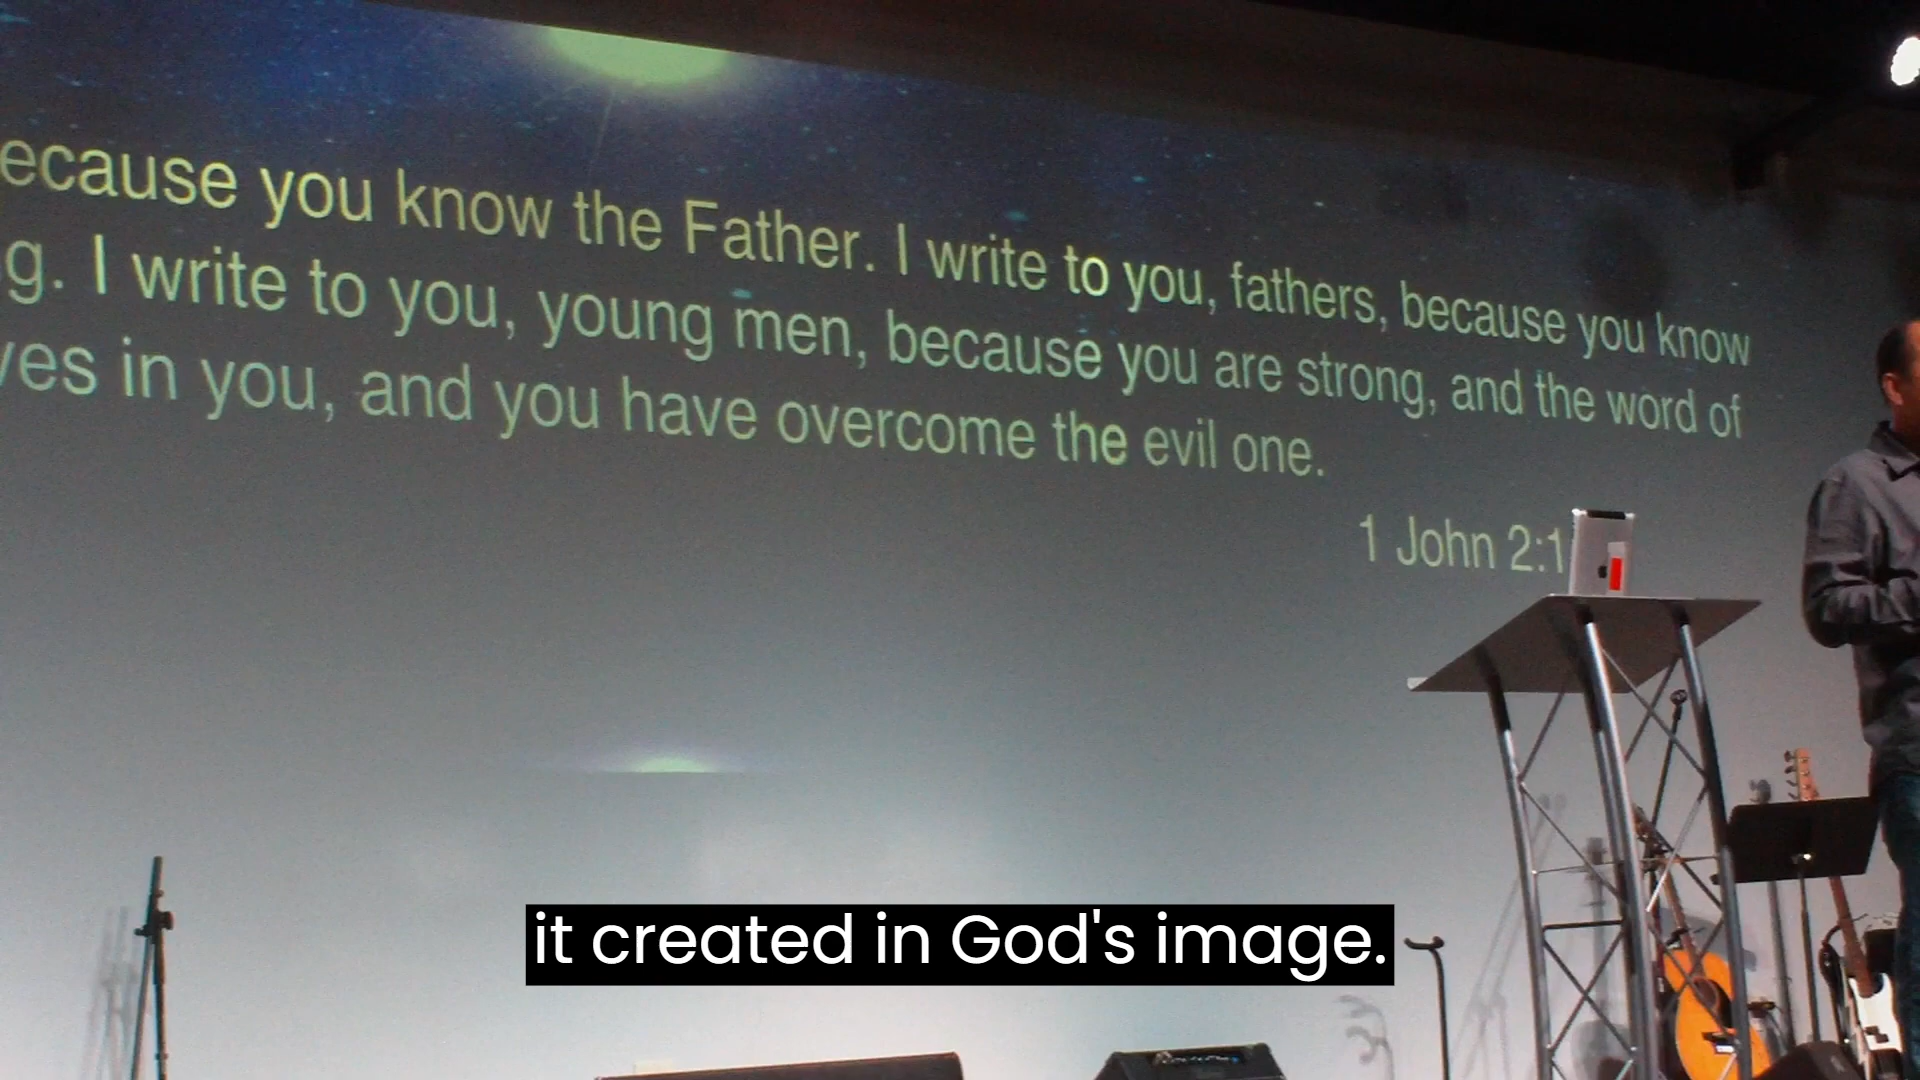 ecause you know the Father. I write to you, fathers, because you know
g. I write to you, young men, because you are strong, and the word of
ves in you, and you have overcome the evil one.
1 John 2:1
it created in God's image.